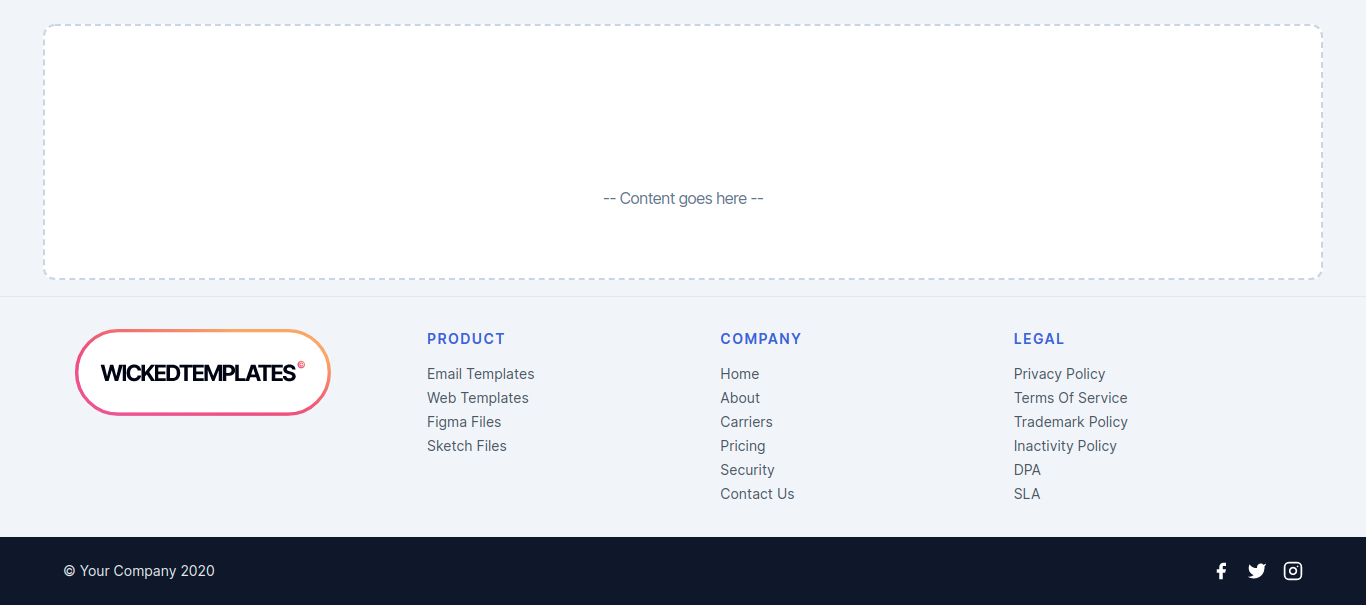 -- Content goes here --
WICKEDTEMPLATES©
PRODUCT
Email Templates
Web Templates
Figma Files
Sketch Files
COMPANY
Home
About
Carriers
Pricing
Security
Contact Us
LEGAL
Privacy Policy
Terms Of Service
Trademark Policy
Inactivity Policy
DPA
SLA
© Your Company 2020